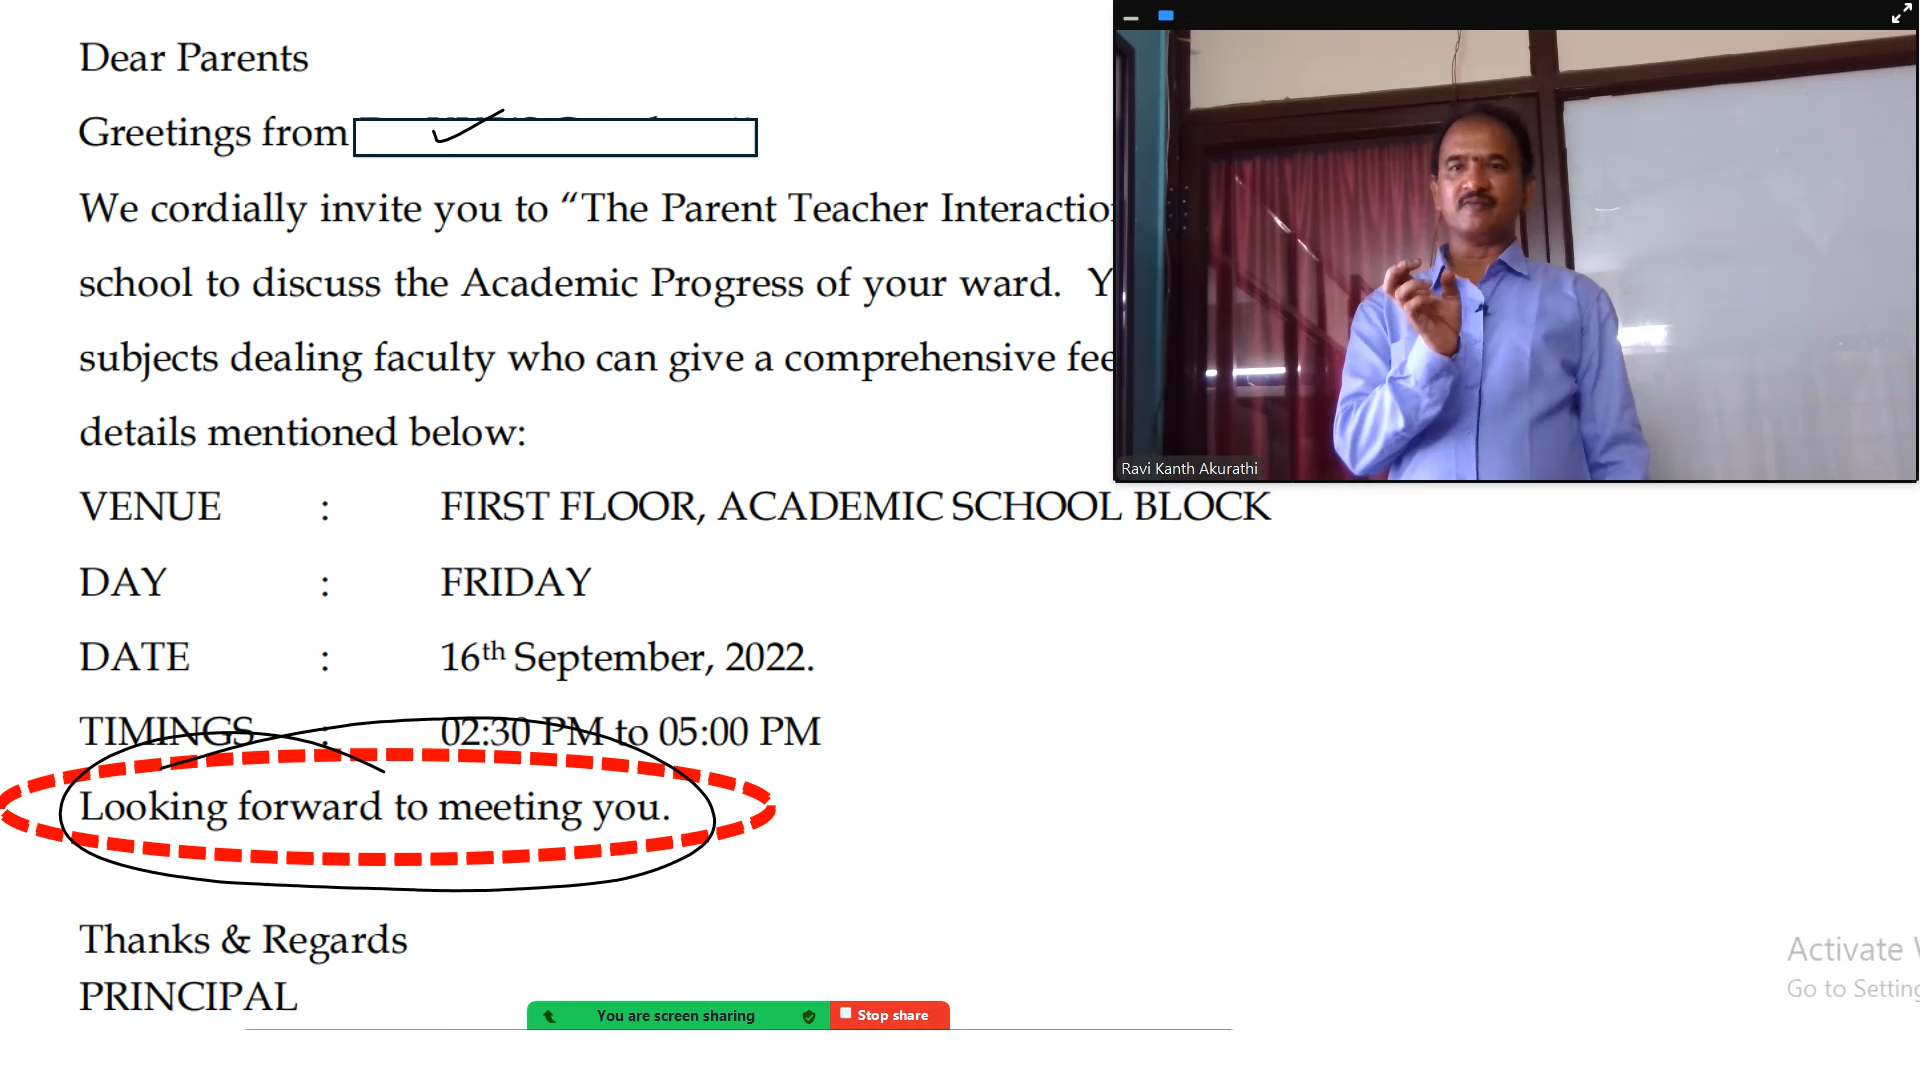 Dear Parents
Greetings from
We cordially invite you to “The Parent Teacher Interactio
school to discuss the Academic Progress of your ward. Y
subjects dealing faculty who can give a comprehensive fee
details mentioned below:
VENUE : FIRST FLOOR, ACADEMIC SCHOOL BLOCK
DAY : FRIDAY
DATE : 16th September, 2022.
TIMINGS : 02:30 PM to 05:00 PM
Looking forward to meeting you.
Thanks & Regards
PRINCIPAL
Ravi Kanth Akurathi
You are screen sharing
Stop share
Activate
Go to Setting